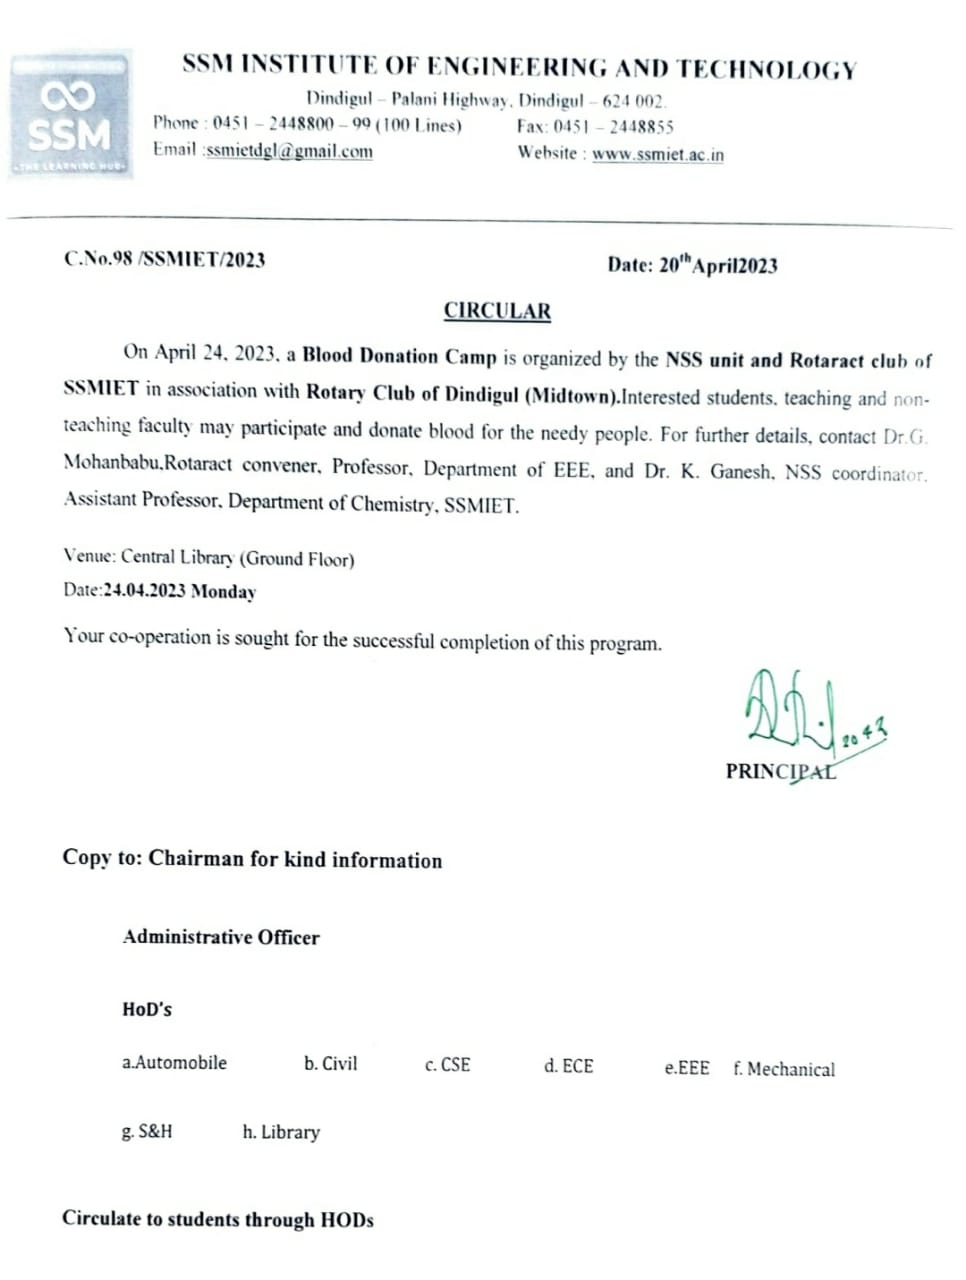 SSM INSTITUTE OF ENGINEERING AND TECHNOLOGY
Dindigul – Palani Highway, Dindigul – 624 002.
Phone : 0451 – 2448800 – 99 (100 Lines) Fax: 0451 – 2448855
Email :ssmietdgl@gmail.com Website : www.ssmiet.ac.in
SSM
THE LEARNING HUB
C.No.98 /SSMIET/2023 Date: 20thApril2023
CIRCULAR
On April 24, 2023, a Blood Donation Camp is organized by the NSS unit and Rotaract club of
SSMIET in association with Rotary Club of Dindigul (Midtown).Interested students, teaching and non-
teaching faculty may participate and donate blood for the needy people. For further details, contact Dr.G.
Mohanbabu,Rotaract convener, Professor, Department of EEE, and Dr. K. Ganesh, NSS coordinator,
Assistant Professor, Department of Chemistry, SSMIET.
Venue: Central Library (Ground Floor)
Date:24.04.2023 Monday
Your co-operation is sought for the successful completion of this program.
PRINCIPAL
Copy to: Chairman for kind information
Administrative Officer
HoD's
a.Automobile b. Civil c. CSE d. ECE e.EEE f. Mechanical
g. S&H h. Library
Circulate to students through HODs